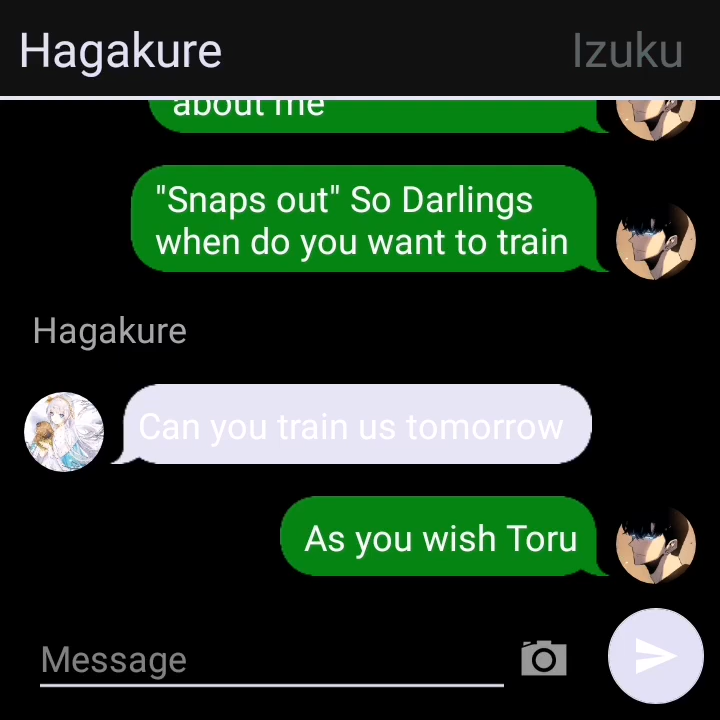 Hagakure
Izuku
about me
"Snaps out" So Darlings
when do you want to train
Hagakure
Can you train us tomorrow
As you wish Toru
Message